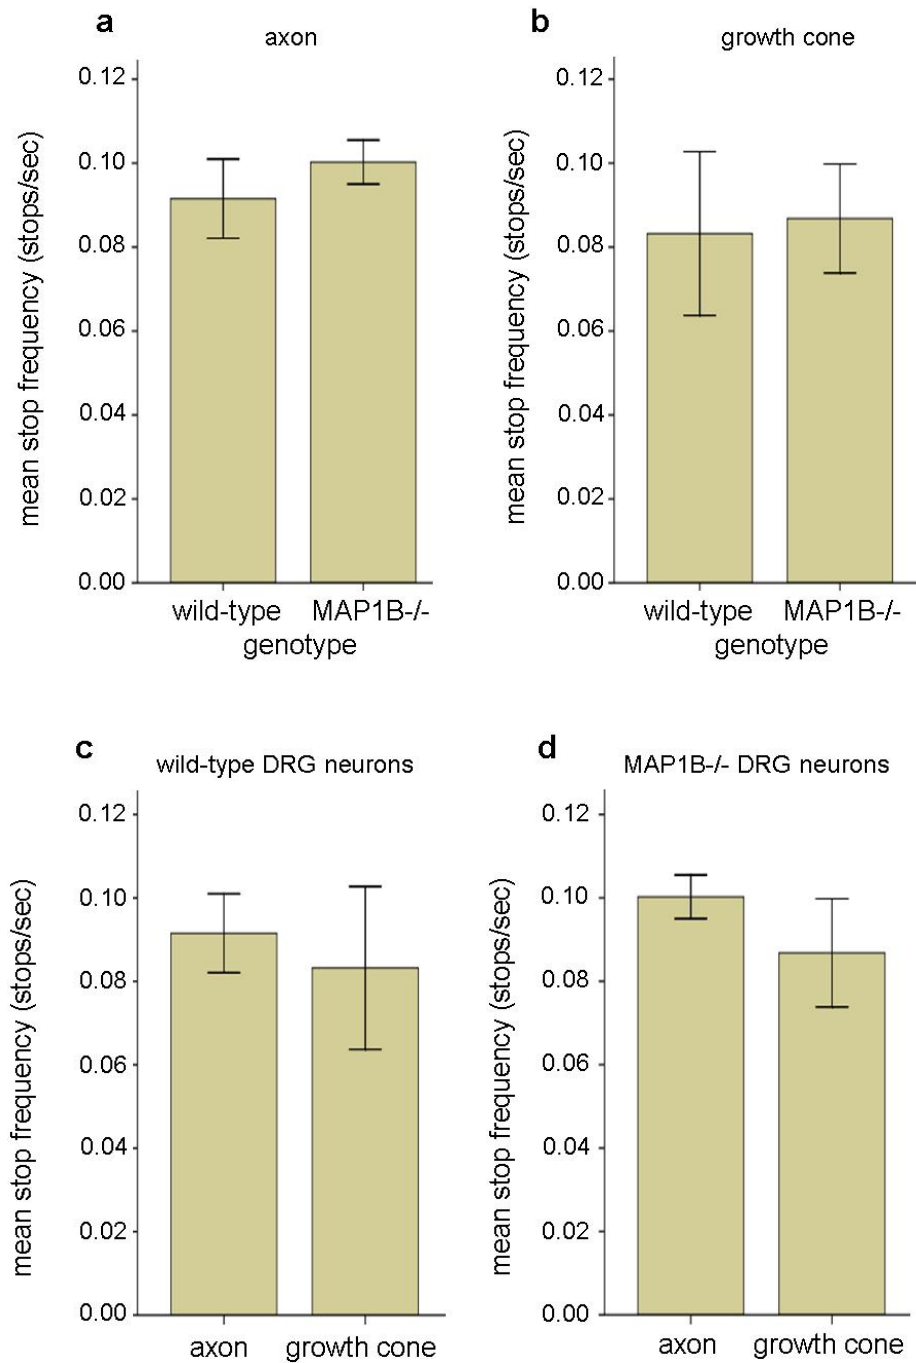 a
axon
mean stop frequency (stops/sec)
0.12
0.10
0.08
0.06
0.04
0.02
0.00
wild-type MAP1B-/-
genotype
b
growth cone
mean stop frequency (stops/sec)
0.12
0.10
0.08
0.06
0.04
0.02
0.00
wild-type MAP1B-/-
genotype
c
wild-type DRG neurons
mean stop frequency (stops/sec)
0.12
0.10
0.08
0.06
0.04
0.02
0.00
axon growth cone
d
MAP1B-/- DRG neurons
mean stop frequency (stops/sec)
0.12
0.10
0.08
0.06
0.04
0.02
0.00
axon growth cone